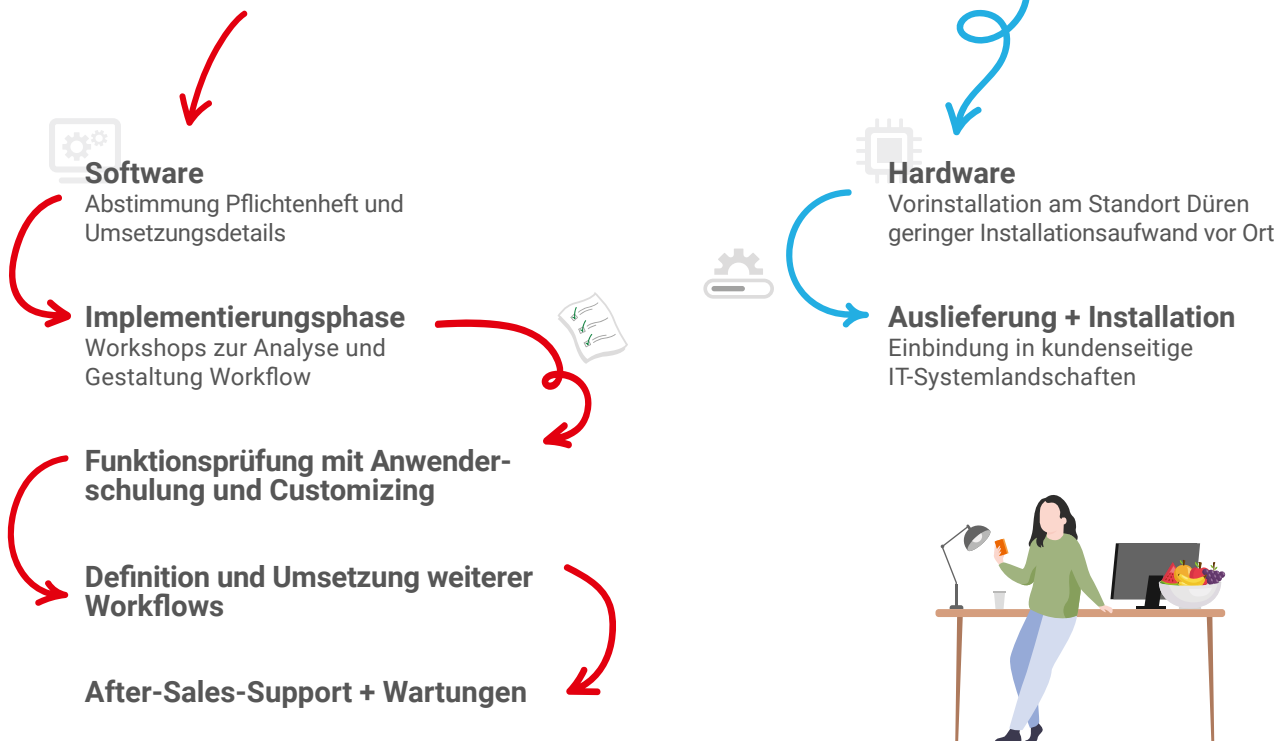 Software
Abstimmung Pflichtenheft und
Umsetzungsdetails
Implementierungsphase
Workshops zur Analyse und
Gestaltung Workflow
Funktionsprüfung mit Anwender-
schulung und Customizing
Definition und Umsetzung weiterer
Workflows
After-Sales-Support + Wartungen
Hardware
Vorinstallation am Standort Düren
geringer Installationsaufwand vor Ort
Auslieferung + Installation
Einbindung in kundenseitige
IT-Systemlandschaften